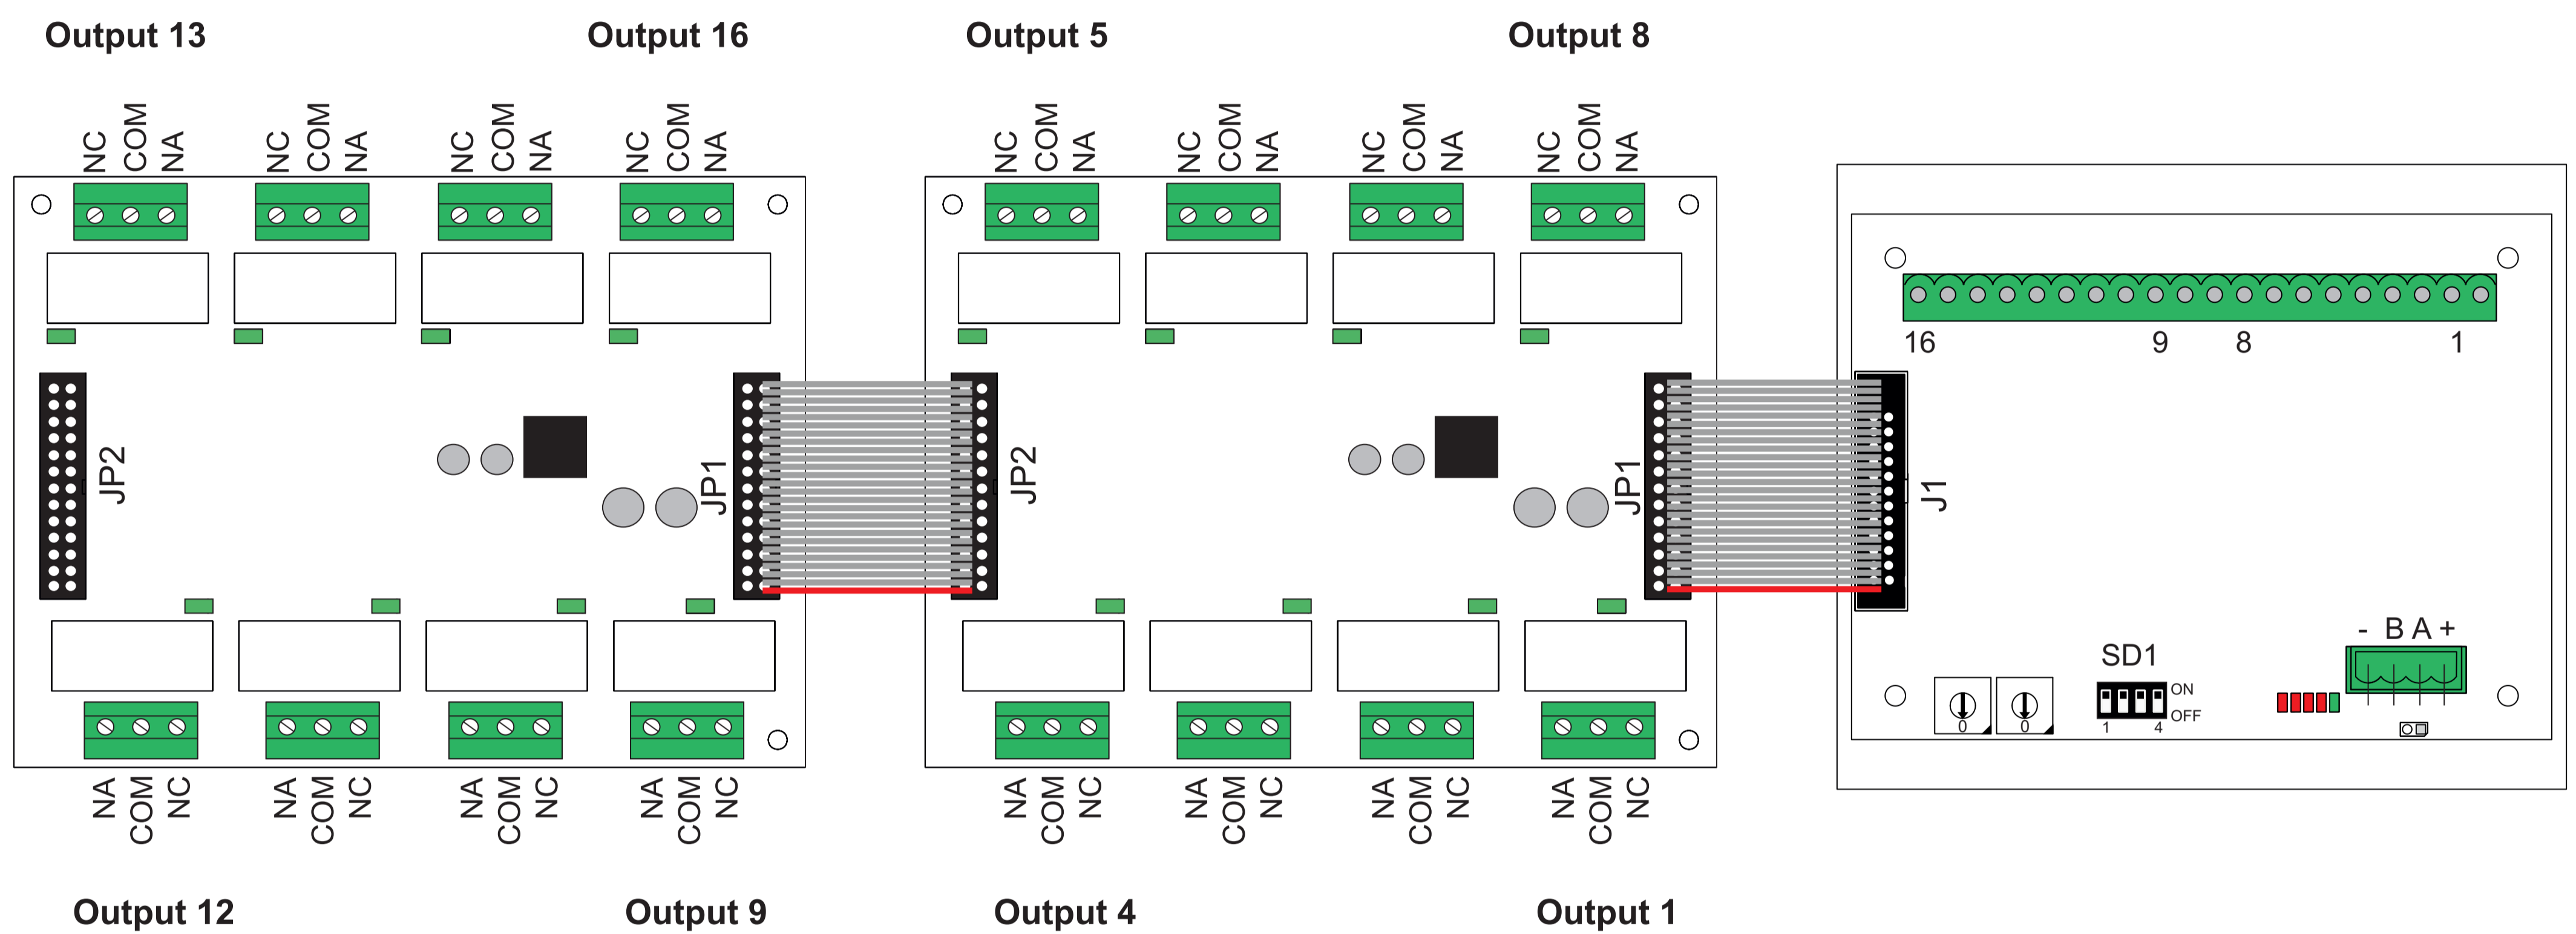 Output 13 Output 16 Output 5 Output 8
NC COM NA NC COM NA NC COM NA NC COM NA NC COM NA NC COM NA NC COM NA NC COM NA
16 9 8 1
JP2 JP1 JP2 JP1 J1
- B A +
SD1
ON
OFF
0 0 1 4
NA COM NC NA COM NC NA COM NC NA COM NC NA COM NC NA COM NC NA COM NC NA COM NC
Output 12 Output 9 Output 4 Output 1